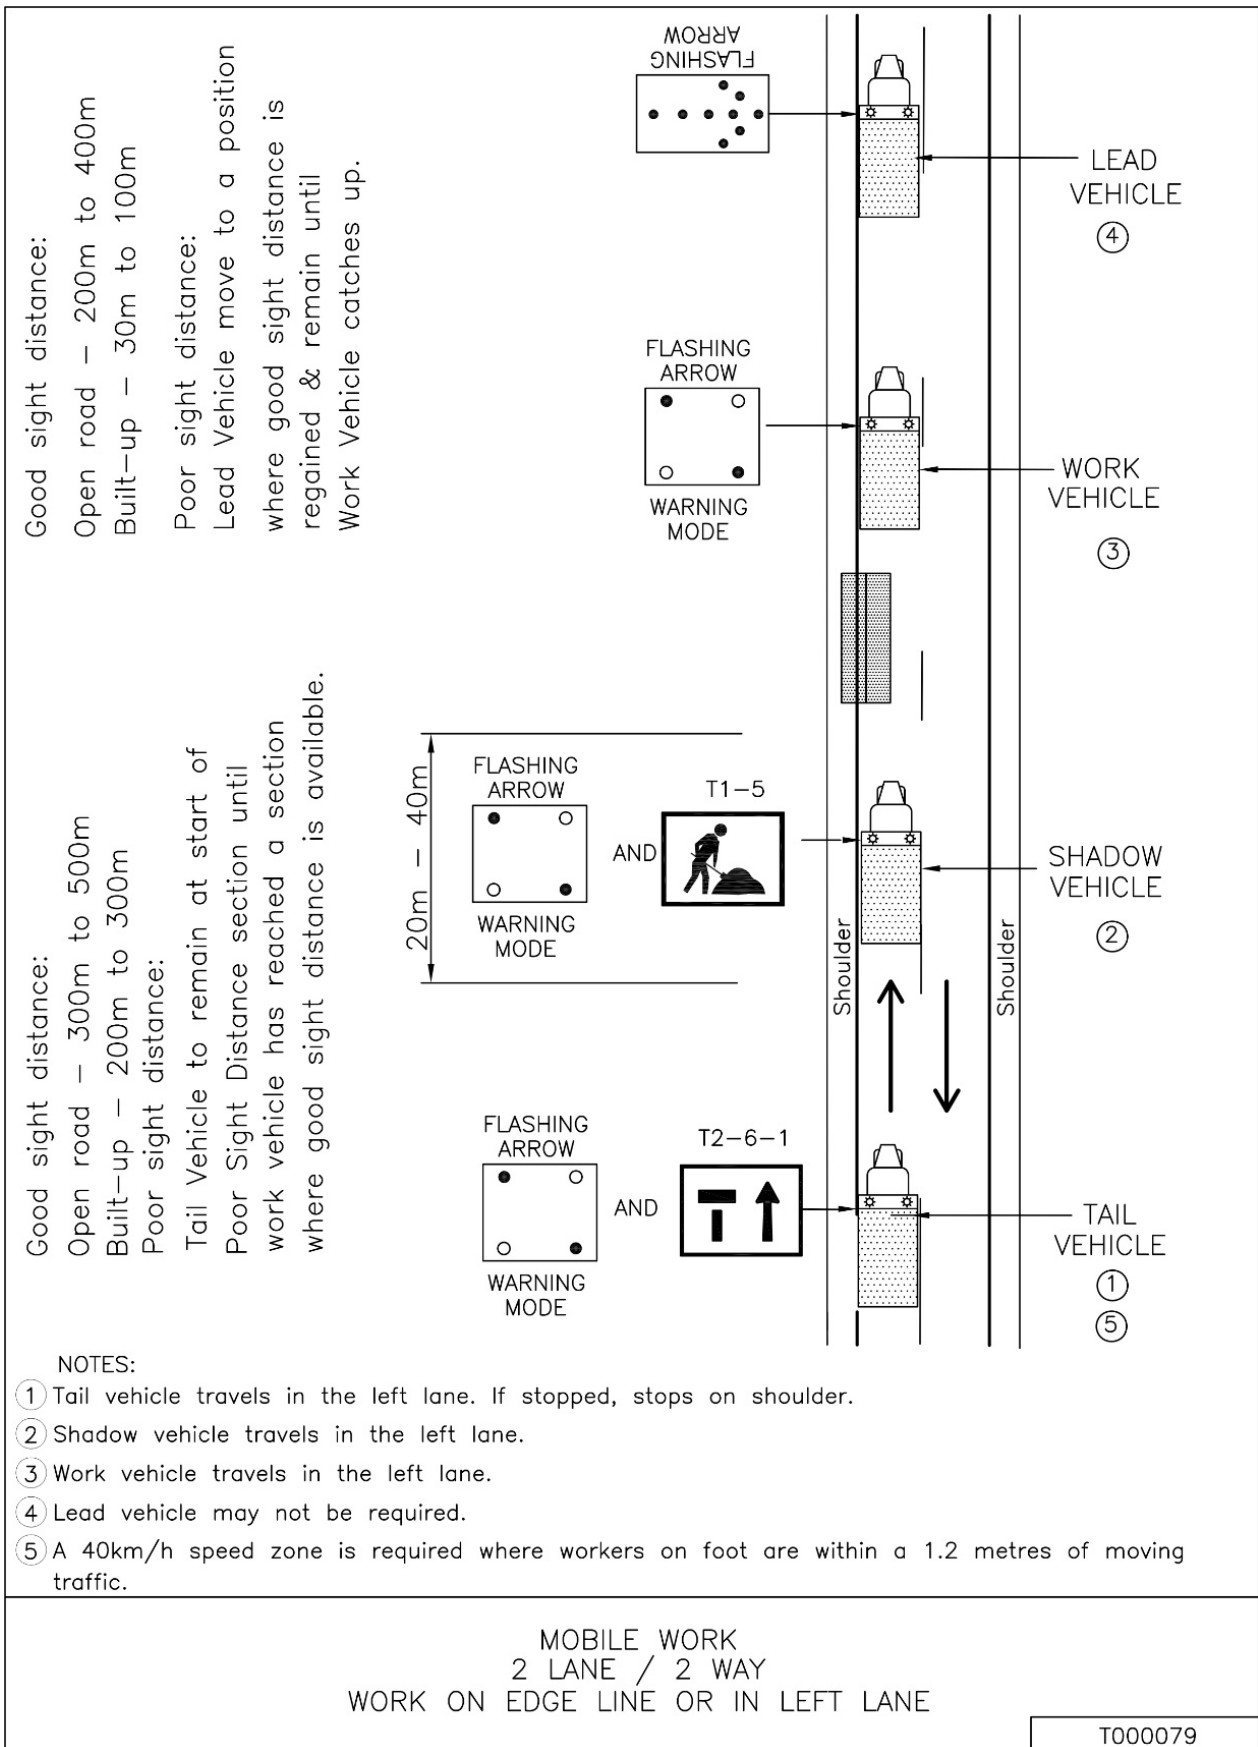 FLASHING
ARROW
LEAD
VEHICLE
4
Good sight distance:
Open road – 200m to 400m
Built–up – 30m to 100m
Poor sight distance:
Lead Vehicle move to a position
where good sight distance is
regained & remain until
Work Vehicle catches up.
FLASHING
ARROW
WARNING
MODE
WORK
VEHICLE
3
Good sight distance:
Open road – 300m to 500m
Built–up – 200m to 300m
Poor sight distance:
Tail Vehicle to remain at start of
Poor Sight Distance section until
work vehicle has reached a section
where good sight distance is available.
20m – 40m
FLASHING
ARROW
WARNING
MODE
AND
T1–5
SHADOW
VEHICLE
2
Shoulder
Shoulder
FLASHING
ARROW
WARNING
MODE
AND
T2–6–1
TAIL
VEHICLE
1
5
NOTES:
1 Tail vehicle travels in the left lane. If stopped, stops on shoulder.
2 Shadow vehicle travels in the left lane.
3 Work vehicle travels in the left lane.
4 Lead vehicle may not be required.
5 A 40km/h speed zone is required where workers on foot are within a 1.2 metres of moving
traffic.
MOBILE WORK
2 LANE / 2 WAY
WORK ON EDGE LINE OR IN LEFT LANE
T000079